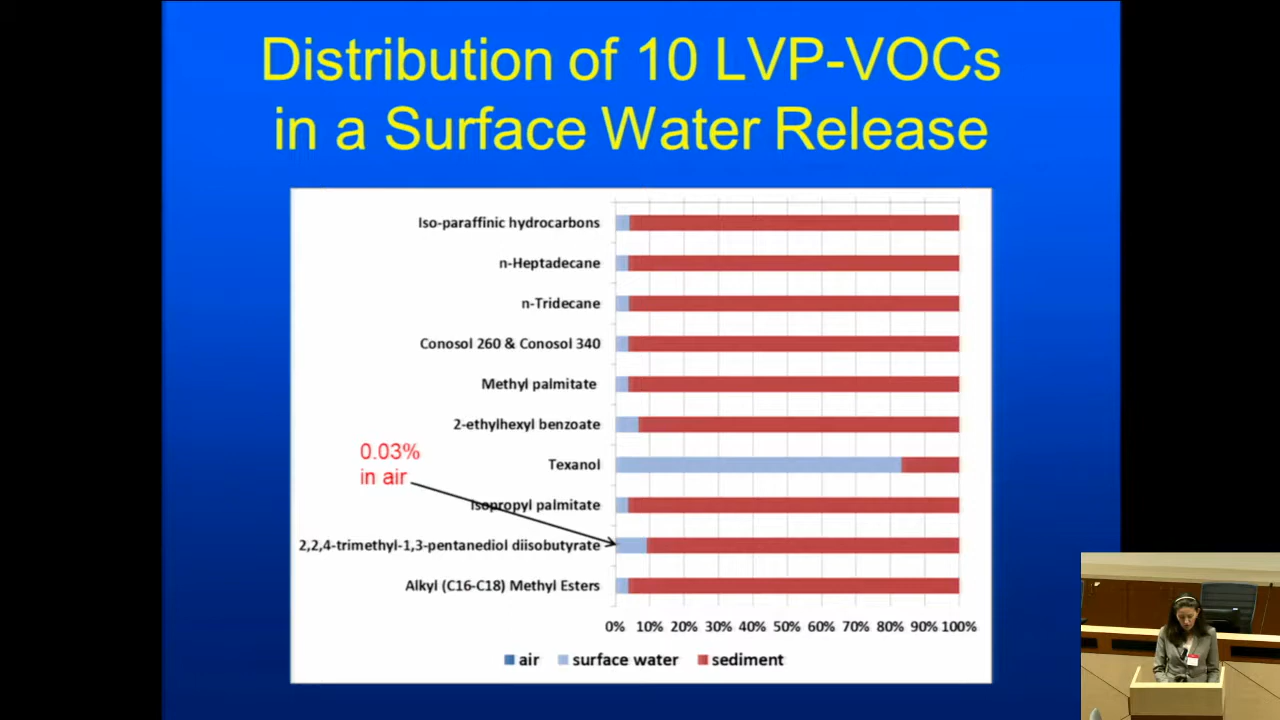 Distribution of 10 LVP-VOCs
in a Surface Water Release
Iso-paraffinic hydrocarbons
n-Heptadecane
n-Tridecane
Conosol 260 & Conosol 340
Methyl palmitate
2-ethylhexyl benzoate
0.03%
in air
Texanol
Isopropyl palmitate
2,2,4-trimethyl-1,3-pentanediol diisobutyrate
Alkyl (C16-C18) Methyl Esters
0% 10% 20% 30% 40% 50% 60% 70% 80% 90% 100%
air surface water sediment